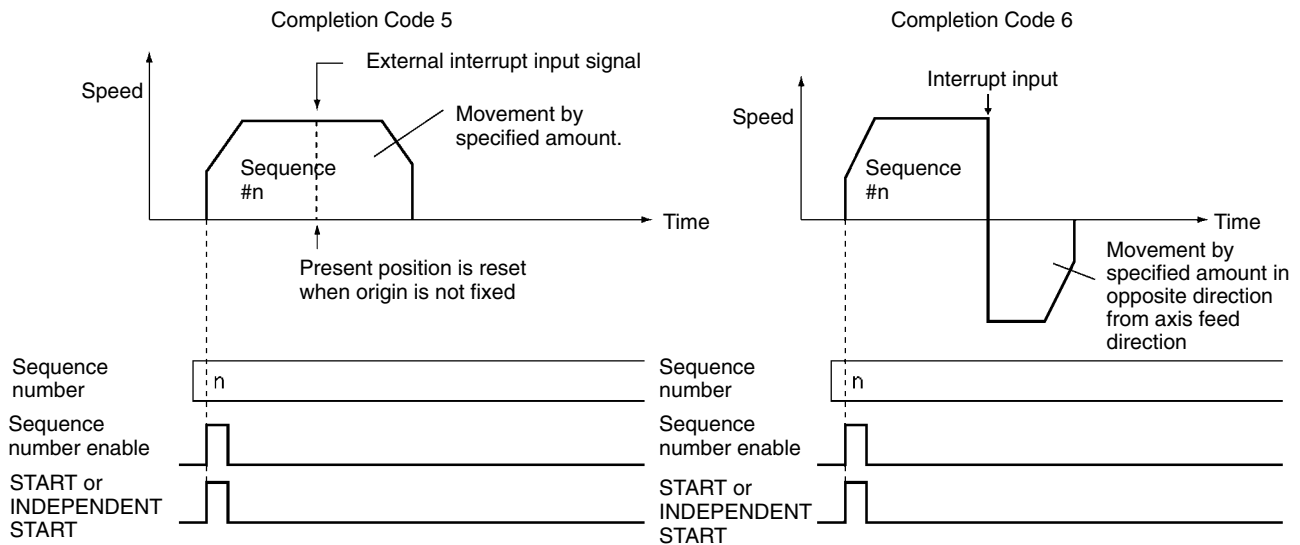 Completion Code 5
External interrupt input signal
Speed
Movement by
specified amount.
Sequence
#n
Time
Present position is reset
when origin is not fixed
Sequence
number
n
Sequence
number enable
START or
INDEPENDENT
START
Completion Code 6
Interrupt input
Speed
Sequence
#n
Time
Movement by
specified amount in
opposite direction
from axis feed
direction
Sequence
number
n
Sequence
number enable
START or
INDEPENDENT
START